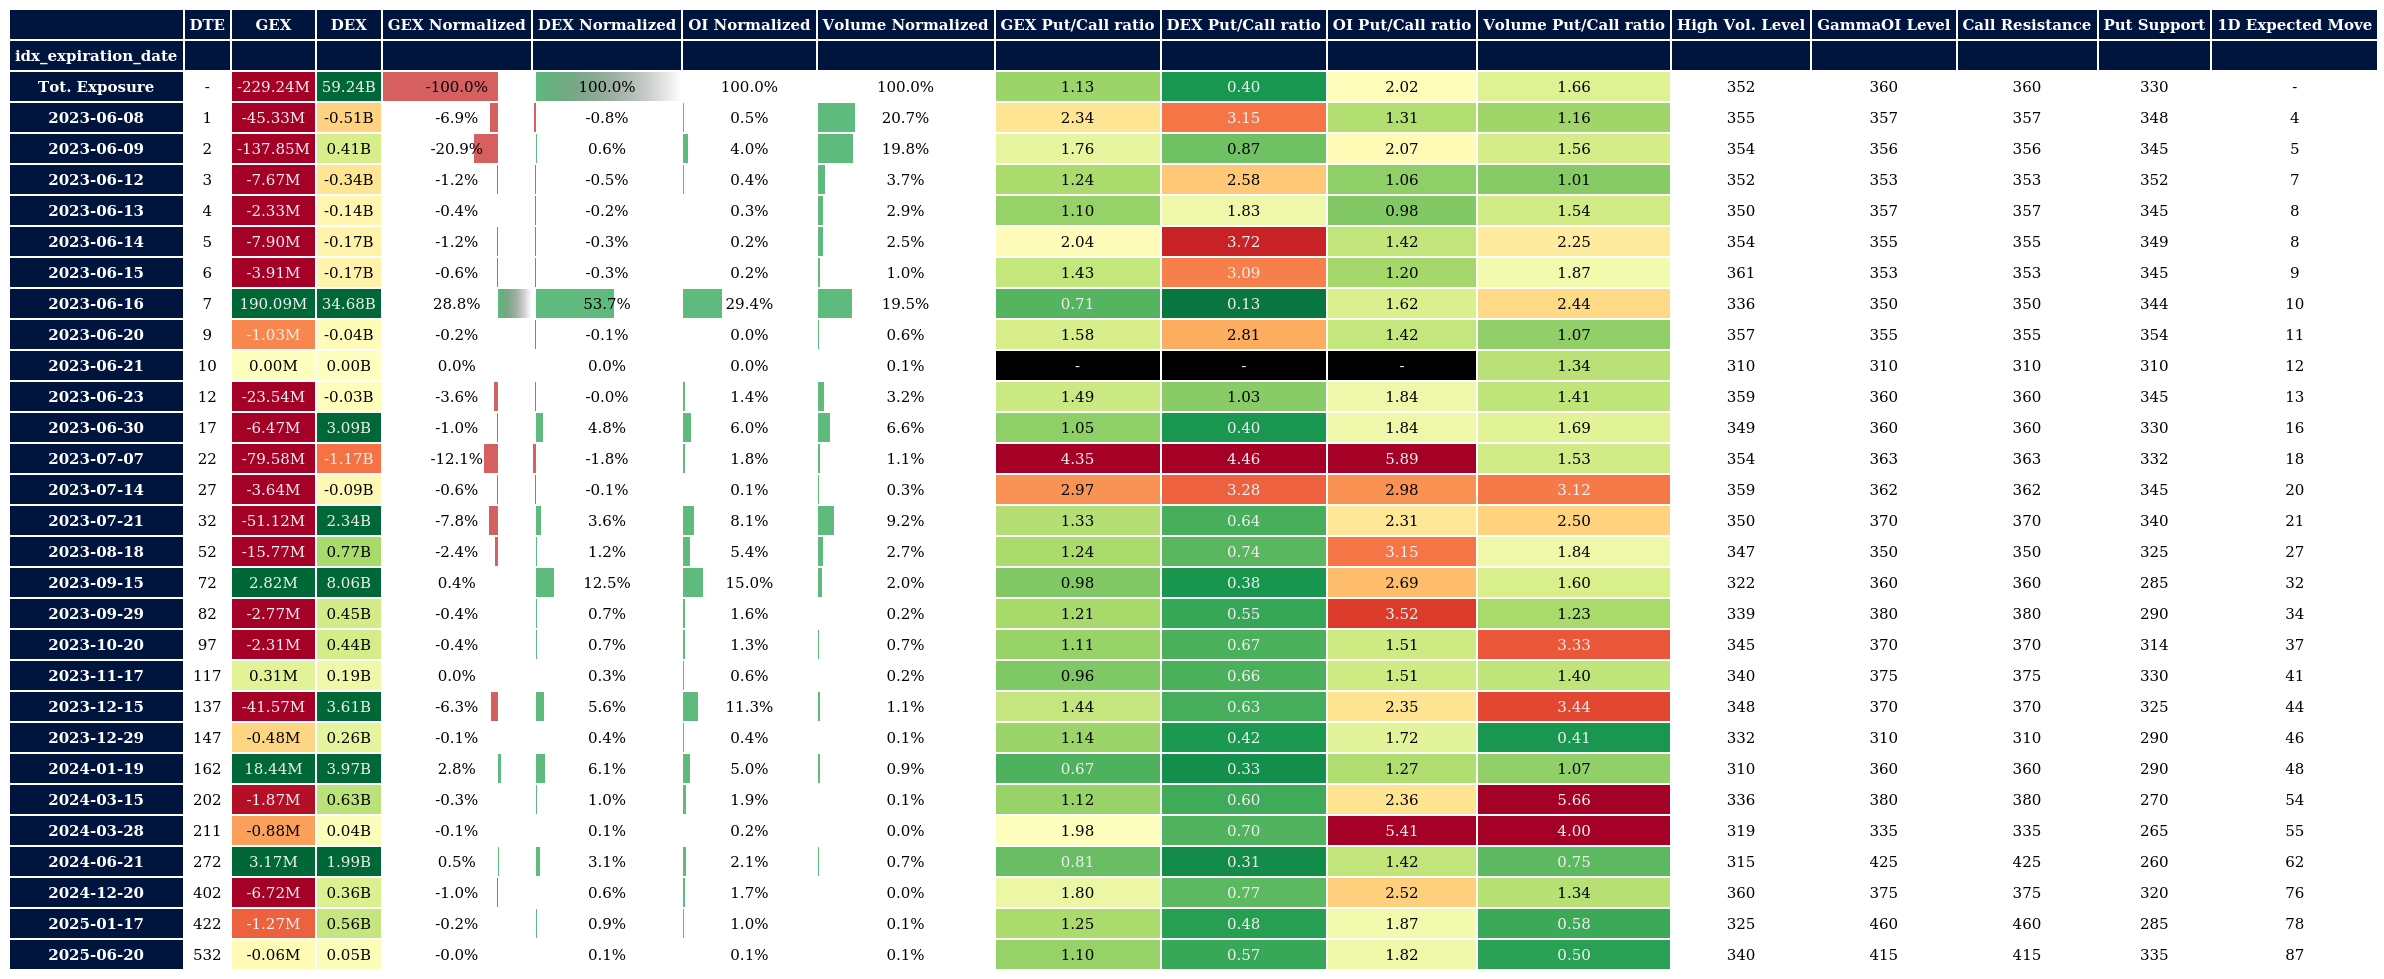 DTE GEX DEX GEX Normalized DEX Normalized OI Normalized Volume Normalized GEX Put/Call ratio DEX Put/Call ratio OI Put/Call ratio Volume Put/Call ratio High Vol. Level GammaOI Level Call Resistance Put Support 1D Expected Move
idx_expiration_date
Tot. Exposure - -229.24M 59.24B -100.0% 100.0% 100.0% 100.0% 1.13 0.40 2.02 1.66 352 360 360 330 -
2023-06-08 1 -45.33M -0.51B -6.9% -0.8% 0.5% 20.7% 2.34 3.15 1.31 1.16 355 357 357 348 4
2023-06-09 2 -137.85M 0.41B -20.9% 0.6% 4.0% 19.8% 1.76 0.87 2.07 1.56 354 356 356 345 5
2023-06-12 3 -7.67M -0.34B -1.2% -0.5% 0.4% 3.7% 1.24 2.58 1.06 1.01 352 353 353 352 7
2023-06-13 4 -2.33M -0.14B -0.4% -0.2% 0.3% 2.9% 1.10 1.83 0.98 1.54 350 357 357 345 8
2023-06-14 5 -7.90M -0.17B -1.2% -0.3% 0.2% 2.5% 2.04 3.72 1.42 2.25 354 355 355 349 8
2023-06-15 6 -3.91M -0.17B -0.6% -0.3% 0.2% 1.0% 1.43 3.09 1.20 1.87 361 353 353 345 9
2023-06-16 7 190.09M 34.68B 28.8% 53.7% 29.4% 19.5% 0.71 0.13 1.62 2.44 336 350 350 344 10
2023-06-20 9 -1.03M -0.04B -0.2% -0.1% 0.0% 0.6% 1.58 2.81 1.42 1.07 357 355 355 354 11
2023-06-21 10 0.00M 0.00B 0.0% 0.0% 0.0% 0.1% - - - 1.34 310 310 310 310 12
2023-06-23 12 -23.54M -0.03B -3.6% -0.0% 1.4% 3.2% 1.49 1.03 1.84 1.41 359 360 360 345 13
2023-06-30 17 -6.47M 3.09B -1.0% 4.8% 6.0% 6.6% 1.05 0.40 1.84 1.69 349 360 360 330 16
2023-07-07 22 -79.58M -1.17B -12.1% -1.8% 1.8% 1.1% 4.35 4.46 5.89 1.53 354 363 363 332 18
2023-07-14 27 -3.64M -0.09B -0.6% -0.1% 0.1% 0.3% 2.97 3.28 2.98 3.12 359 362 362 345 20
2023-07-21 32 -51.12M 2.34B -7.8% 3.6% 8.1% 9.2% 1.33 0.64 2.31 2.50 350 370 370 340 21
2023-08-18 52 -15.77M 0.77B -2.4% 1.2% 5.4% 2.7% 1.24 0.74 3.15 1.84 347 350 350 325 27
2023-09-15 72 2.82M 8.06B 0.4% 12.5% 15.0% 2.0% 0.98 0.38 2.69 1.60 322 360 360 285 32
2023-09-29 82 -2.77M 0.45B -0.4% 0.7% 1.6% 0.2% 1.21 0.55 3.52 1.23 339 380 380 290 34
2023-10-20 97 -2.31M 0.44B -0.4% 0.7% 1.3% 0.7% 1.11 0.67 1.51 3.33 345 370 370 314 37
2023-11-17 117 0.31M 0.19B 0.0% 0.3% 0.6% 0.2% 0.96 0.66 1.51 1.40 340 375 375 330 41
2023-12-15 137 -41.57M 3.61B -6.3% 5.6% 11.3% 1.1% 1.44 0.63 2.35 3.44 348 370 370 325 44
2023-12-29 147 -0.48M 0.26B -0.1% 0.4% 0.4% 0.1% 1.14 0.42 1.72 0.41 332 310 310 290 46
2024-01-19 162 18.44M 3.97B 2.8% 6.1% 5.0% 0.9% 0.67 0.33 1.27 1.07 310 360 360 290 48
2024-03-15 202 -1.87M 0.63B -0.3% 1.0% 1.9% 0.1% 1.12 0.60 2.36 5.66 336 380 380 270 54
2024-03-28 211 -0.88M 0.04B -0.1% 0.1% 0.2% 0.0% 1.98 0.70 5.41 4.00 319 335 335 265 55
2024-06-21 272 3.17M 1.99B 0.5% 3.1% 2.1% 0.7% 0.81 0.31 1.42 0.75 315 425 425 260 62
2024-12-20 402 -6.72M 0.36B -1.0% 0.6% 1.7% 0.0% 1.80 0.77 2.52 1.34 360 375 375 320 76
2025-01-17 422 -1.27M 0.56B -0.2% 0.9% 1.0% 0.1% 1.25 0.48 1.87 0.58 325 460 460 285 78
2025-06-20 532 -0.06M 0.05B -0.0% 0.1% 0.1% 0.1% 1.10 0.57 1.82 0.50 340 415 415 335 87